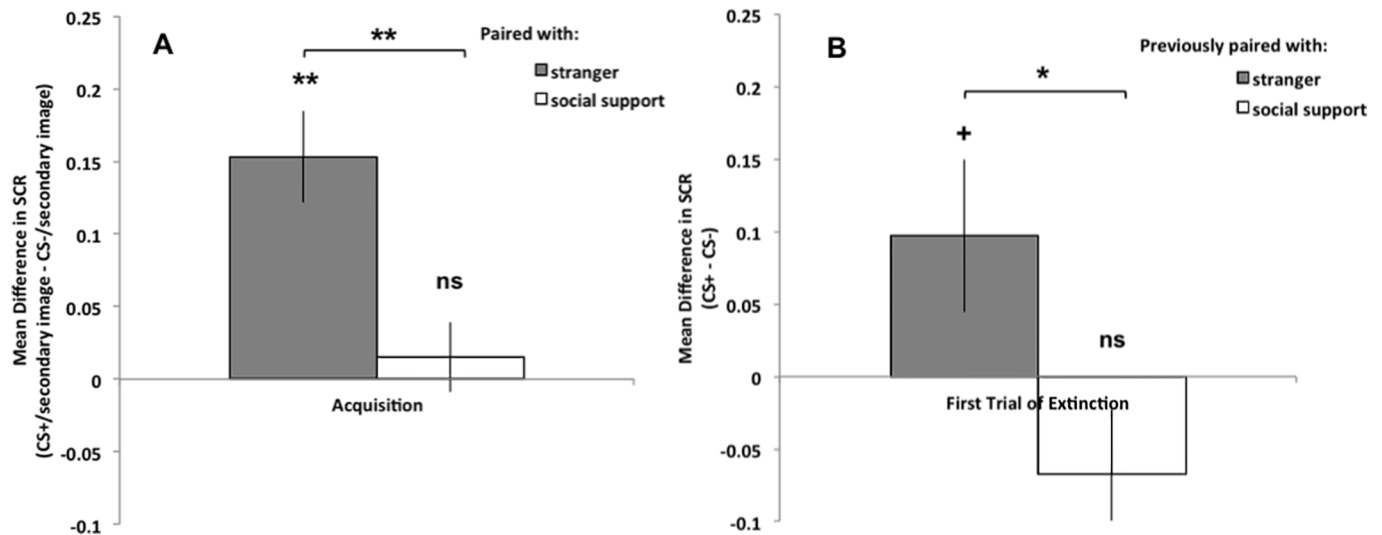 A
**
**
ns
Paired with:
stranger
social support
Mean Difference in SCR
(CS+/secondary image - CS-/secondary image)
0.25
0.2
0.15
0.1
0.05
0
-0.05
-0.1
Acquisition
B
*
+
ns
Previously paired with:
stranger
social support
Mean Difference in SCR
(CS+ - CS-)
0.25
0.2
0.15
0.1
0.05
0
-0.05
-0.1
First Trial of Extinction